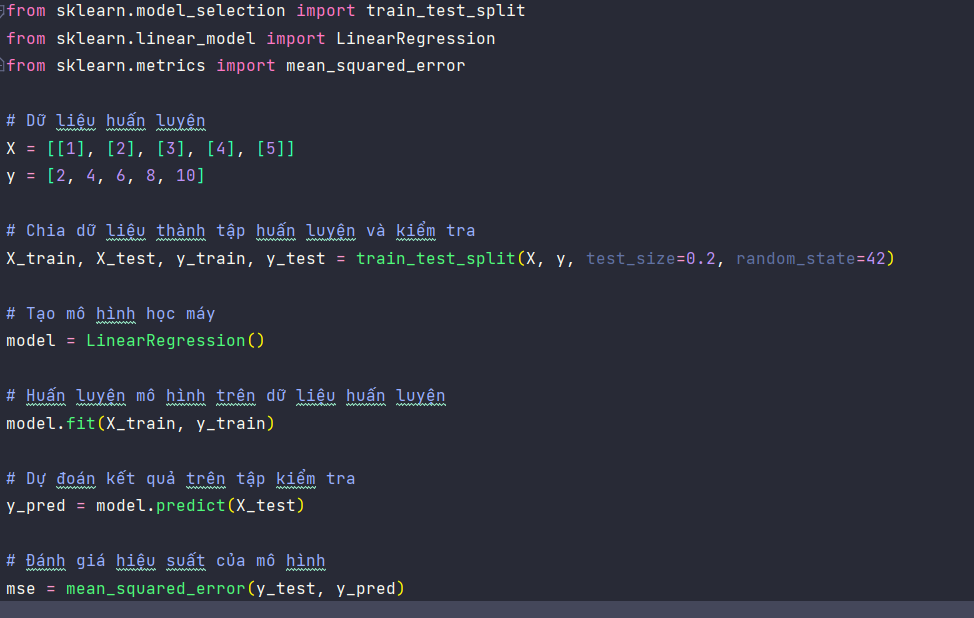 from sklearn.model_selection import train_test_split
from sklearn.linear_model import LinearRegression
from sklearn.metrics import mean_squared_error
# Dữ liệu huấn luyện
X = [[1], [2], [3], [4], [5]]
y = [2, 4, 6, 8, 10]
# Chia dữ liệu thành tập huấn luyện và kiểm tra
X_train, X_test, y_train, y_test = train_test_split(X, y, test_size=0.2, random_state=42)
# Tạo mô hình học máy
model = LinearRegression()
# Huấn luyện mô hình trên dữ liệu huấn luyện
model.fit(X_train, y_train)
# Dự đoán kết quả trên tập kiểm tra
y_pred = model.predict(X_test)
# Đánh giá hiệu suất của mô hình
mse = mean_squared_error(y_test, y_pred)